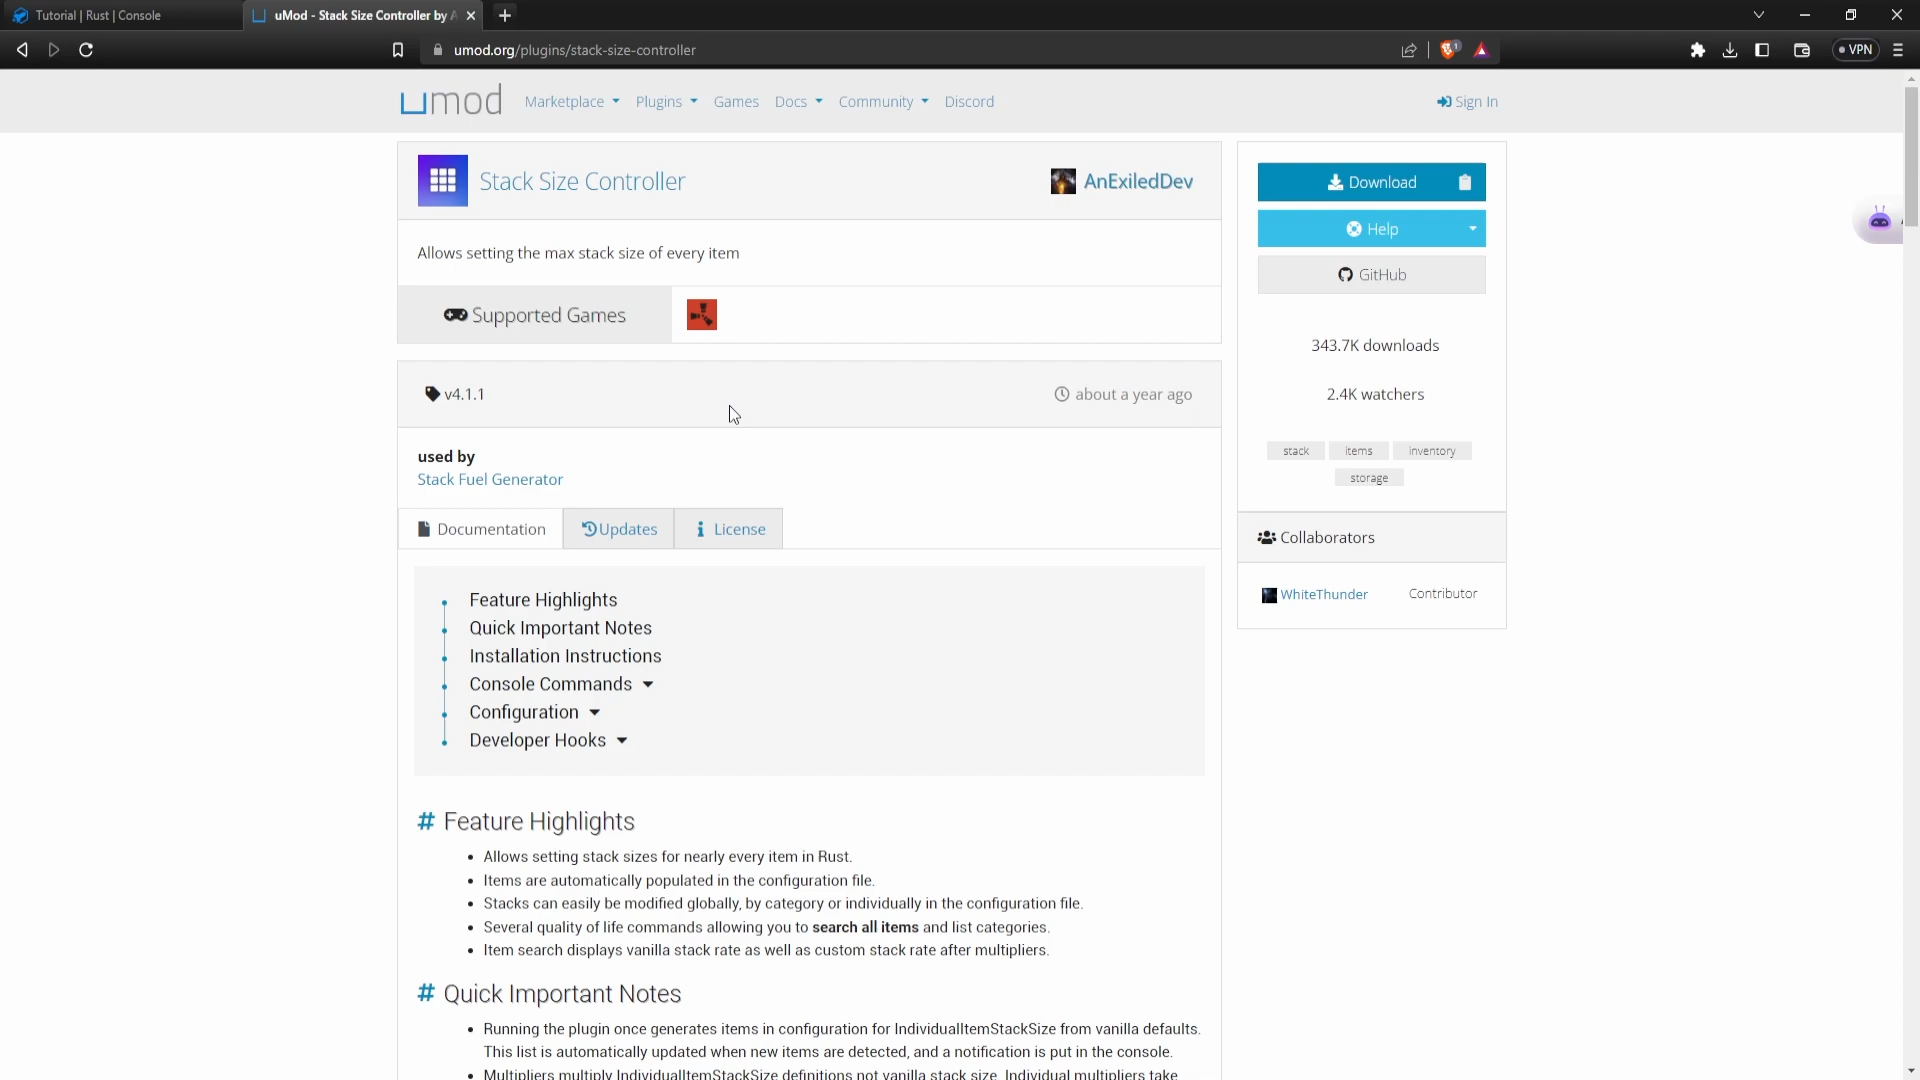 Tutorial | Rust | Console
uMod - Stack Size Controller by A
umod.org/plugins/stack-size-controller
1
VPN
umod
Marketplace
Plugins
Games
Docs
Community
Discord
Sign In
Stack Size Controller
AnExiledDev
Allows setting the max stack size of every item
Supported Games
v4.1.1
about a year ago
used by
Stack Fuel Generator
Documentation
Updates
License
Feature Highlights
Quick Important Notes
Installation Instructions
Console Commands
Configuration
Developer Hooks
# Feature Highlights
• Allows setting stack sizes for nearly every item in Rust.
• Items are automatically populated in the configuration file.
• Stacks can easily be modified globally, by category or individually in the configuration file.
• Several quality of life commands allowing you to search all items and list categories.
• Item search displays vanilla stack rate as well as custom stack rate after multipliers.
# Quick Important Notes
• Running the plugin once generates items in configuration for IndividualItemStackSize from vanilla defaults.
This list is automatically updated when new items are detected, and a notification is put in the console.
• Multipliers multiply IndividualItemStackSize definitions not vanilla stack size. Individual multipliers take
Download
Help
GitHub
343.7K downloads
2.4K watchers
stack
items
inventory
storage
Collaborators
WhiteThunder
Contributor